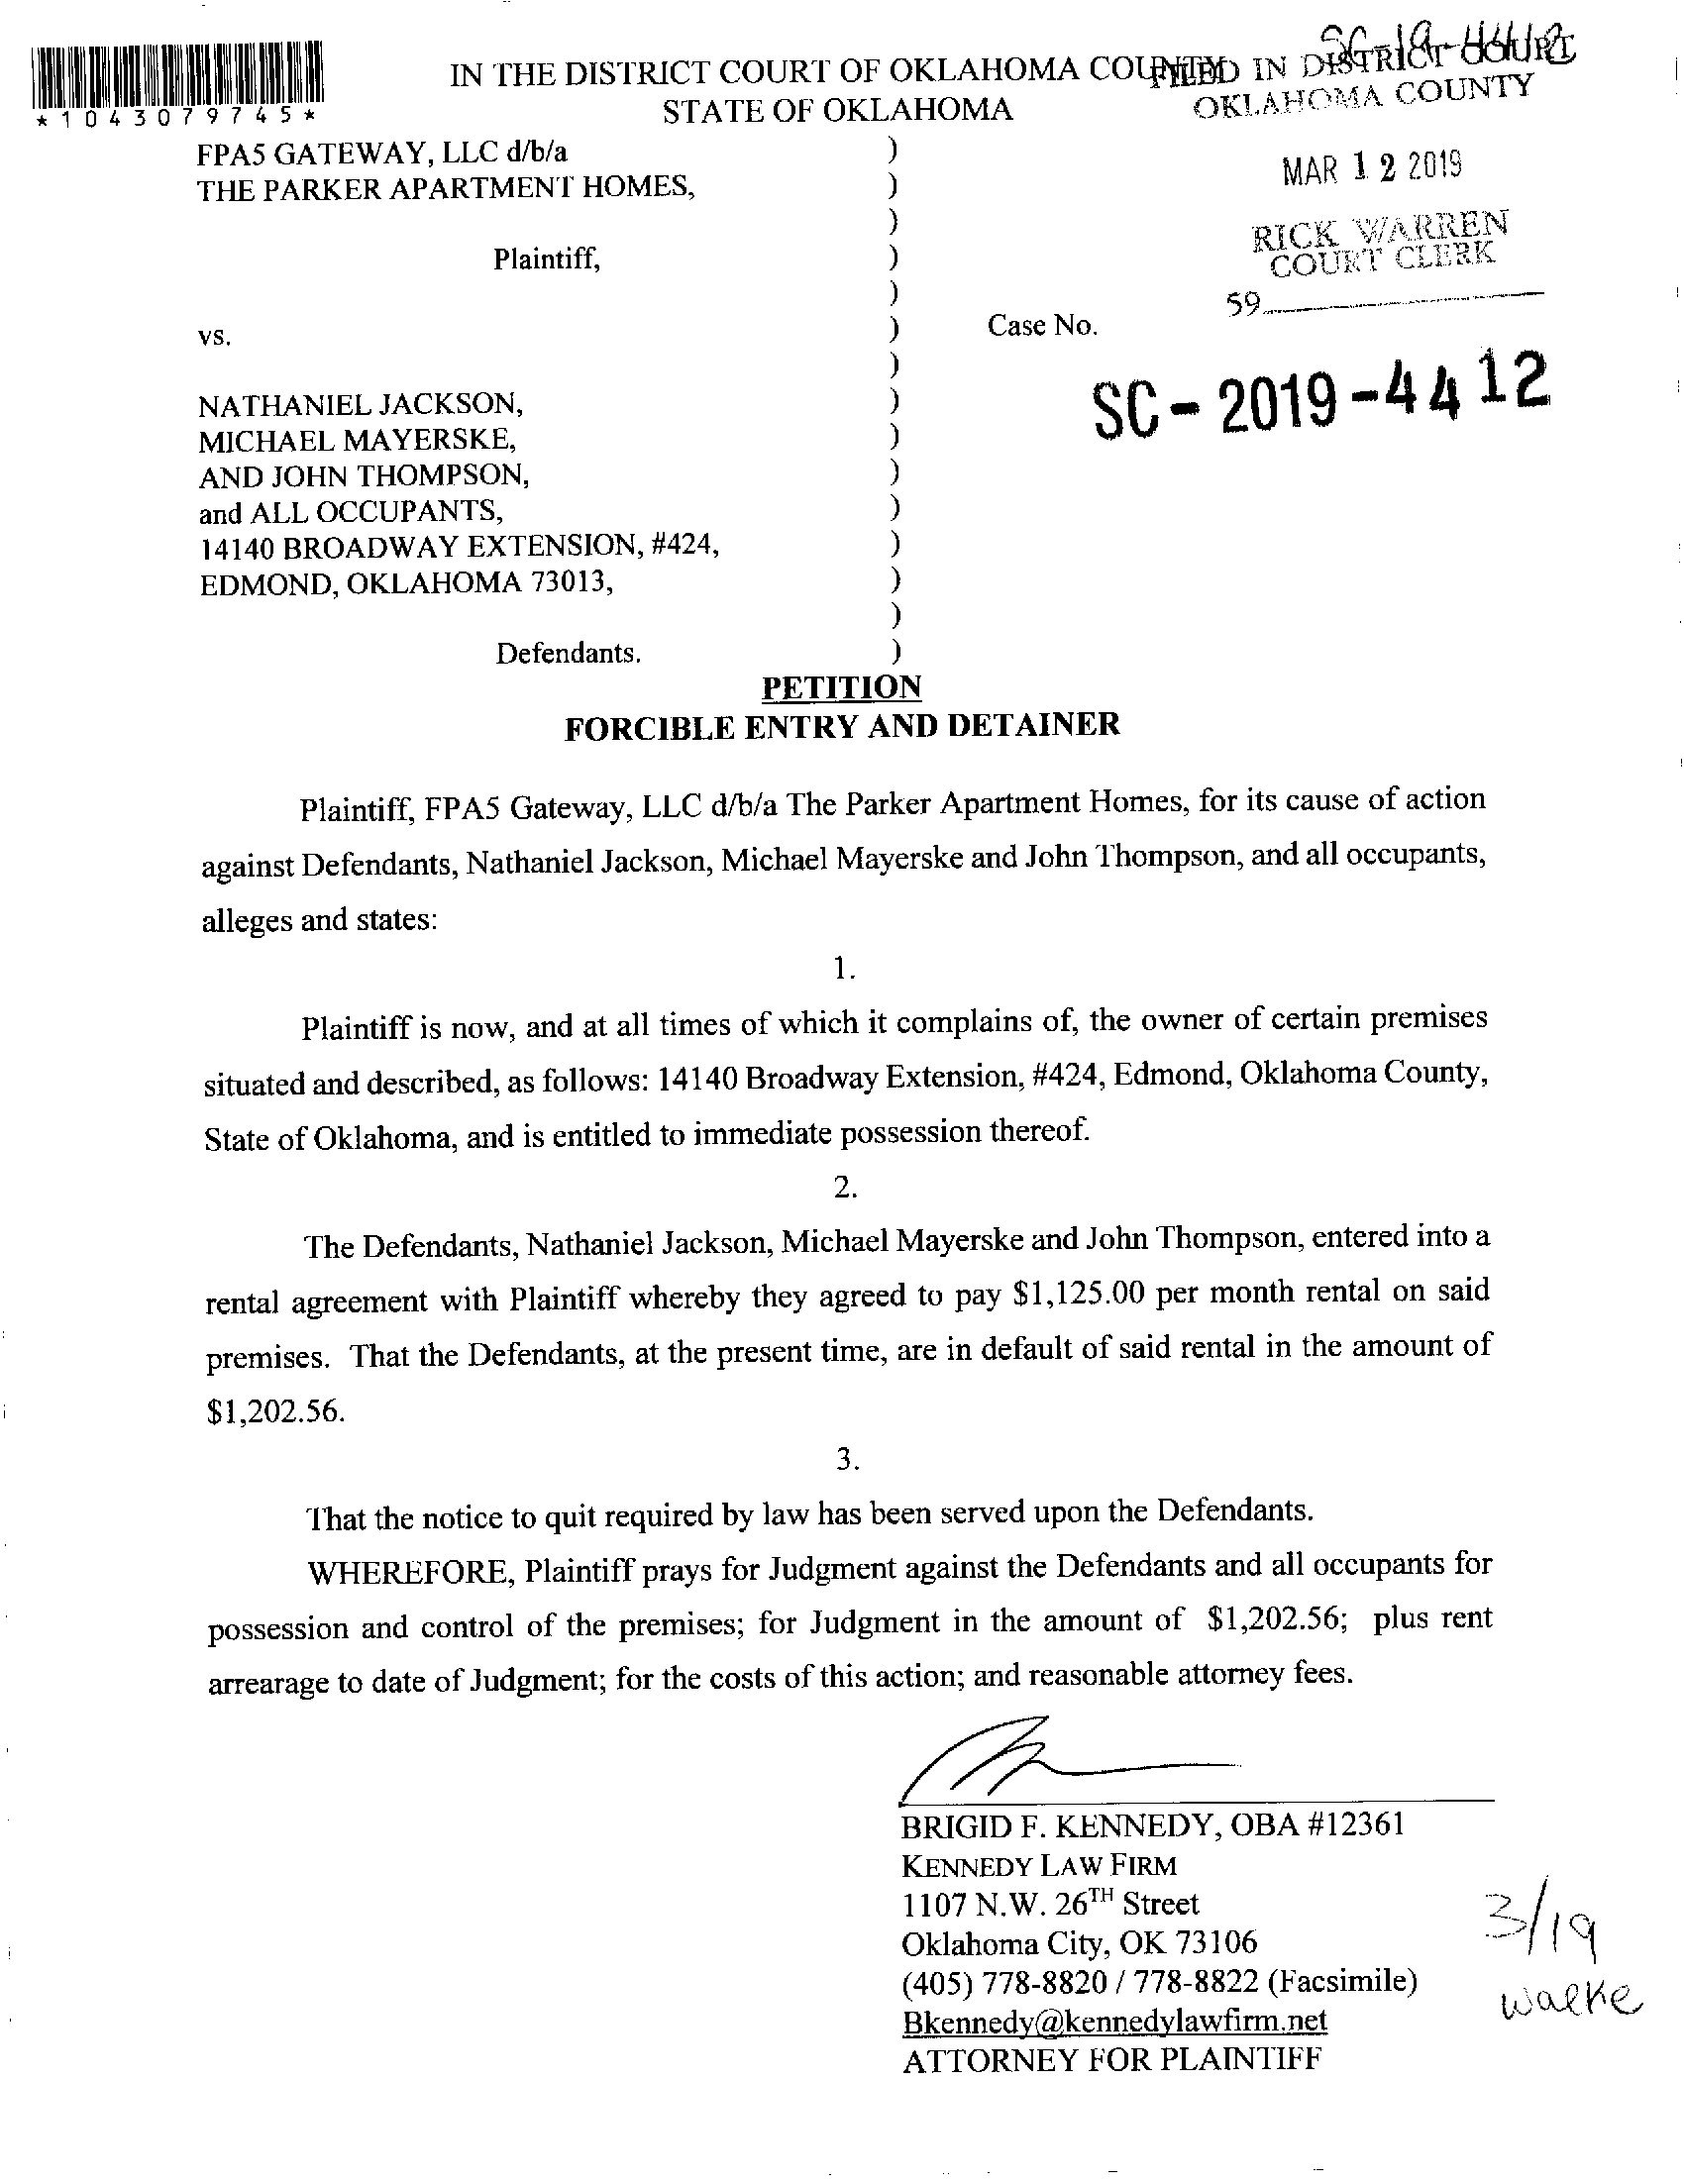 SC-19-4412
IN THE DISTRICT COURT OF OKLAHOMA COUNTY
STATE OF OKLAHOMA
FILED IN DISTRICT COURT
OKLAHOMA COUNTY
*1043079745*
MAR 12 2019
RICK WARREN
COURT CLERK
59
FPA5 GATEWAY, LLC d/b/a )
THE PARKER APARTMENT HOMES, )
)
Plaintiff, )
)
vs. ) Case No.
)
SC-2019-4412
NATHANIEL JACKSON, )
MICHAEL MAYERSKE, )
AND JOHN THOMPSON, )
and ALL OCCUPANTS, )
14140 BROADWAY EXTENSION, #424, )
EDMOND, OKLAHOMA 73013, )
)
Defendants. )
PETITION
FORCIBLE ENTRY AND DETAINER
Plaintiff, FPA5 Gateway, LLC d/b/a The Parker Apartment Homes, for its cause of action
against Defendants, Nathaniel Jackson, Michael Mayerske and John Thompson, and all occupants,
alleges and states:
1.
Plaintiff is now, and at all times of which it complains of, the owner of certain premises
situated and described, as follows: 14140 Broadway Extension, #424, Edmond, Oklahoma County,
State of Oklahoma, and is entitled to immediate possession thereof.
2.
The Defendants, Nathaniel Jackson, Michael Mayerske and John Thompson, entered into a
rental agreement with Plaintiff whereby they agreed to pay $1,125.00 per month rental on said
premises. That the Defendants, at the present time, are in default of said rental in the amount of
$1,202.56.
3.
That the notice to quit required by law has been served upon the Defendants.
WHEREFORE, Plaintiff prays for Judgment against the Defendants and all occupants for
possession and control of the premises; for Judgment in the amount of $1,202.56; plus rent
arrearage to date of Judgment; for the costs of this action; and reasonable attorney fees.
BRIGID F. KENNEDY, OBA #12361
KENNEDY LAW FIRM
1107 N.W. 26TH Street
Oklahoma City, OK 73106
(405) 778-8820 / 778-8822 (Facsimile)
Bkennedy@kennedylawfirm.net
ATTORNEY FOR PLAINTIFF
3/19
walke